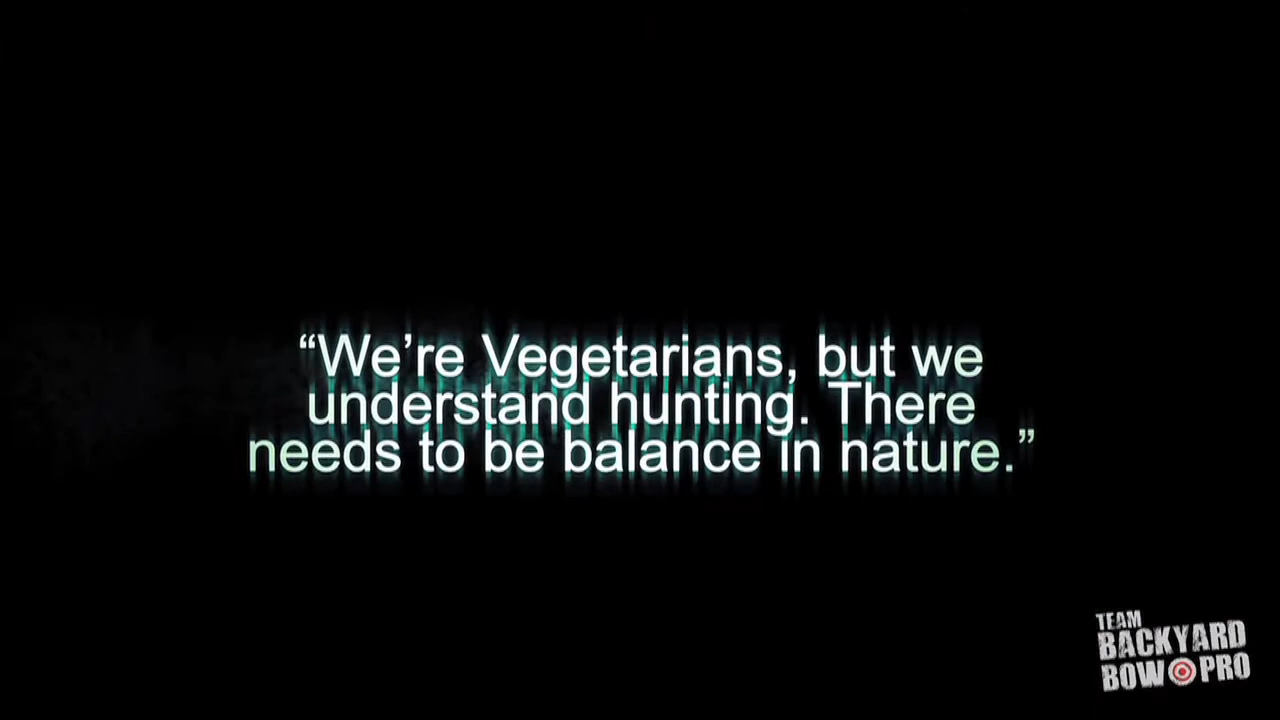 “We’re Vegetarians, but we
understand hunting. There
needs to be balance in nature.”
TEAM
BACKYARD
BOW PRO